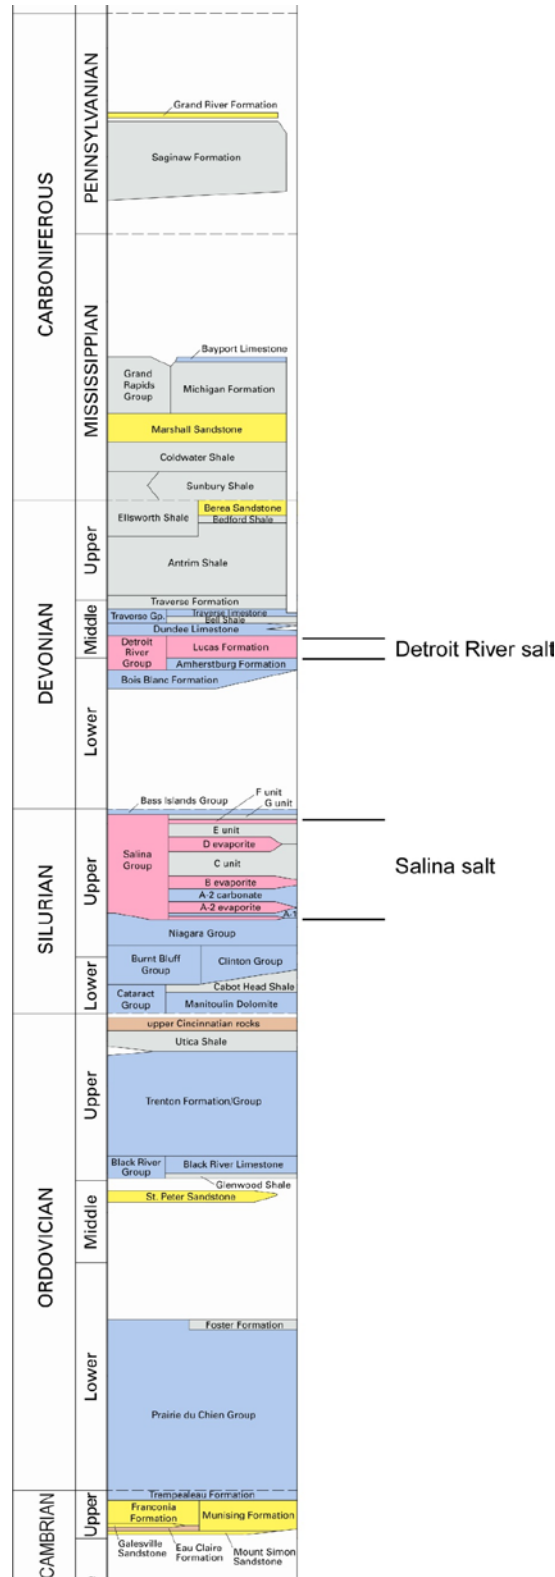 CARBONIFEROUS
PENNSYLVANIAN
Grand River Formation
Saginaw Formation
MISSISSIPPIAN
Bayport Limestone
Grand
Rapids
Group
Michigan Formation
Marshall Sandstone
Coldwater Shale
Sunbury Shale
DEVONIAN
Upper
Ellsworth Shale
Berea Sandstone
Bedford Shale
Antrim Shale
Traverse Formation
Middle
Traverse Gp.
Traverse limestone
Bell Shale
Dundee Limestone
Detroit
River
Group
Lucas Formation
Detroit River salt
Amherstburg Formation
Bois Blanc Formation
Lower
SILURIAN
Upper
Bass Islands Group
F unit
G unit
Salina
Group
E unit
D evaporite
C unit
Salina salt
B evaporite
A-2 carbonate
A-2 evaporite
A-1
Niagara Group
Lower
Burnt Bluff
Group
Clinton Group
Cabot Head Shale
Cataract
Group
Manitoulin Dolomite
ORDOVICIAN
Upper
upper Cincinnatian rocks
Utica Shale
Trenton Formation/Group
Black River
Group
Black River Limestone
Glenwood Shale
Middle
St. Peter Sandstone
Lower
Foster Formation
Prairie du Chien Group
CAMBRIAN
Upper
Trempealeau Formation
Franconia
Formation
Munising Formation
Galesville
Sandstone
Eau Claire
Formation
Mount Simon
Sandstone